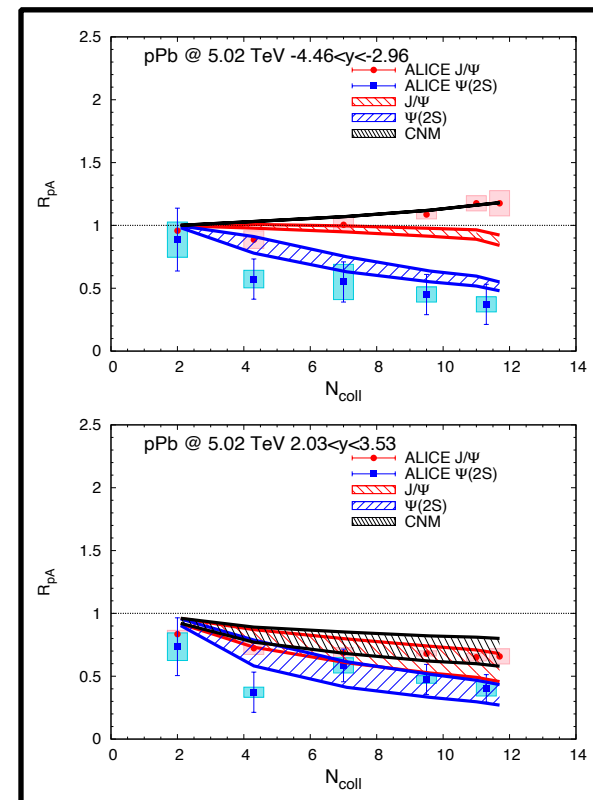 pPb @ 5.02 TeV -4.46<y<-2.96
ALICE J/Ψ
ALICE Ψ(2S)
J/Ψ
Ψ(2S)
CNM
R_pA
2.5
2
1.5
1
0.5
0
0 2 4 6 8 10 12 14
N_coll
pPb @ 5.02 TeV 2.03<y<3.53
ALICE J/Ψ
ALICE Ψ(2S)
J/Ψ
Ψ(2S)
CNM
R_pA
2.5
2
1.5
1
0.5
0
0 2 4 6 8 10 12 14
N_coll